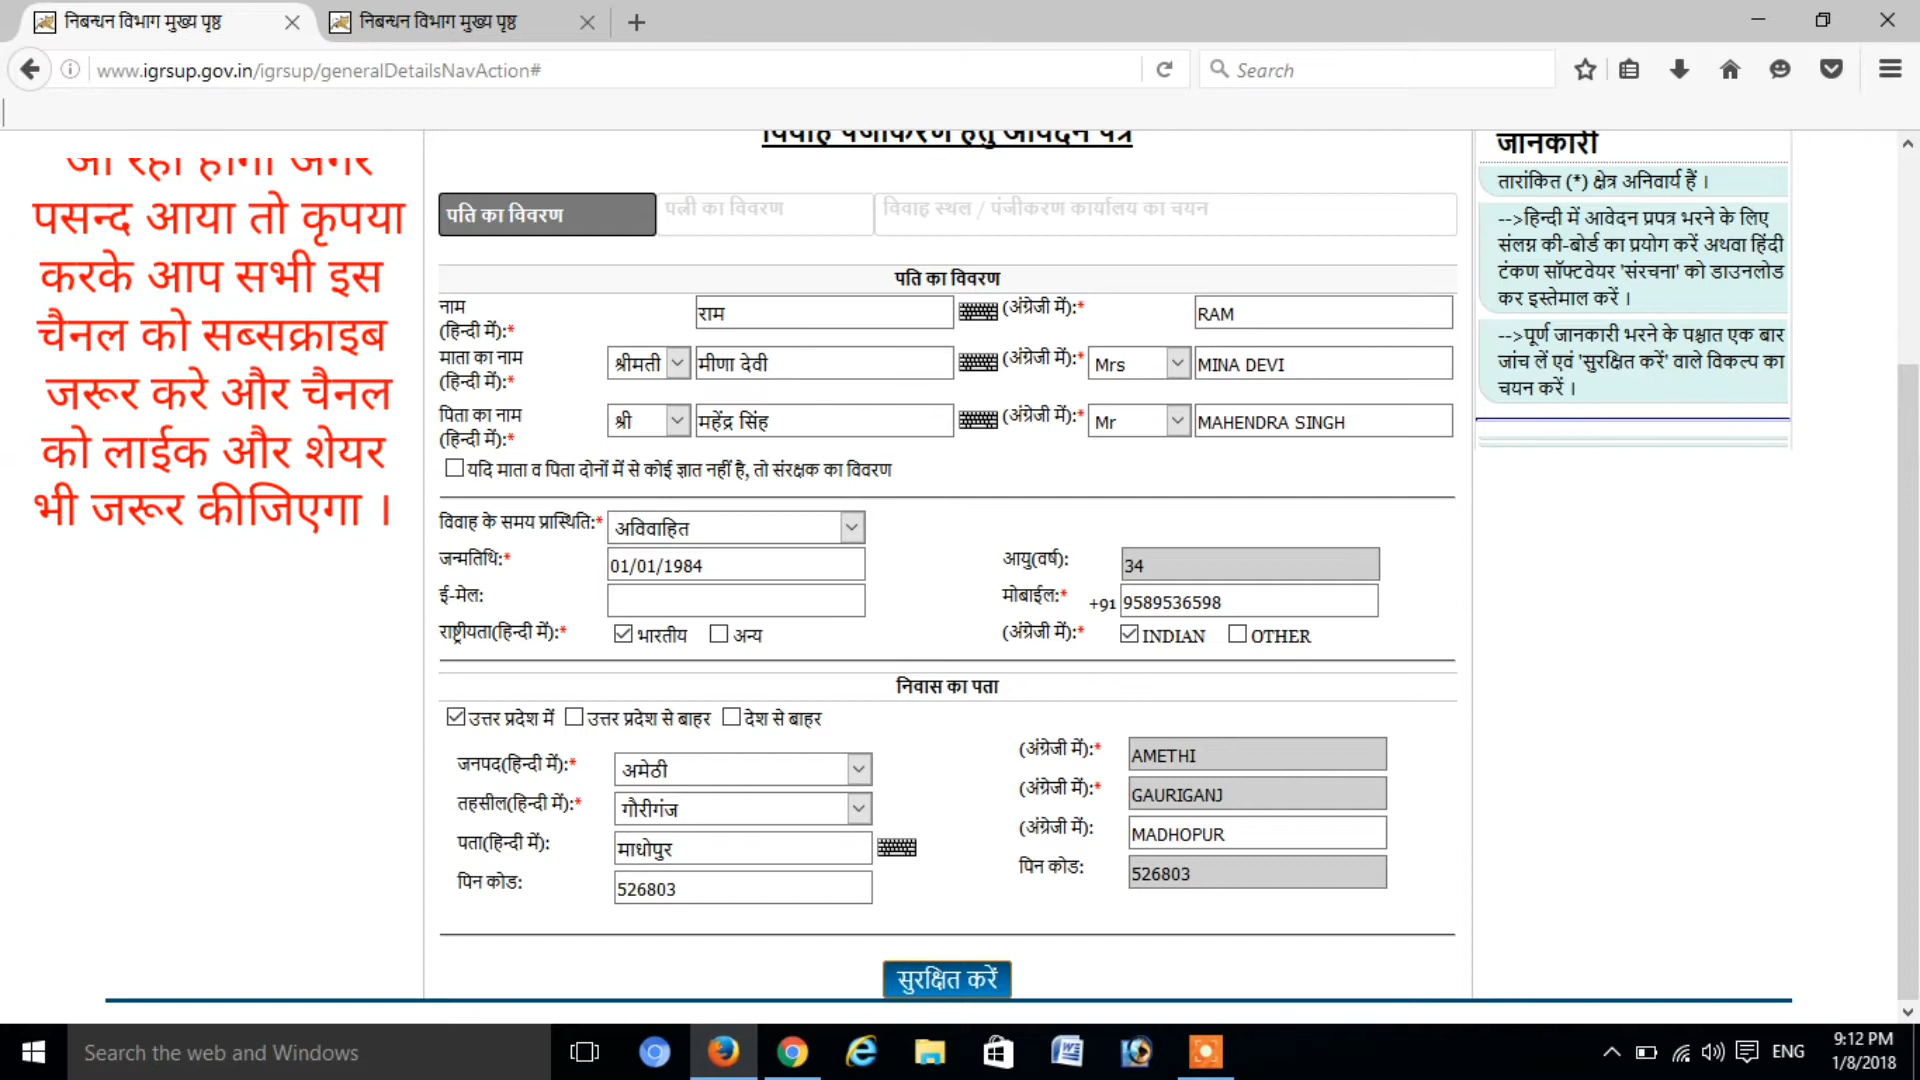 निबन्धन विभाग मुख्य पृष्ठ
निबन्धन विभाग मुख्य पृष्ठ
www.igrsup.gov.in/igrsup/generalDetailsNavAction#
Search
जा रहा होगा अगर
पसन्द आया तो कृपया
करके आप सभी इस
चैनल को सब्सक्राइब
जरूर करे और चैनल
को लाईक और शेयर
भी जरूर कीजिएगा ।
विवाह पंजीकरण हेतु आवेदन पत्र
पति का विवरण
पत्नी का विवरण
विवाह स्थल / पंजीकरण कार्यालय का चयन
पति का विवरण
नाम
(हिन्दी में):*
राम
(अंग्रेजी में):*
RAM
माता का नाम
(हिन्दी में):*
श्रीमती
मीणा देवी
(अंग्रेजी में):*
Mrs
MINA DEVI
पिता का नाम
(हिन्दी में):*
श्री
महेंद्र सिंह
(अंग्रेजी में):*
Mr
MAHENDRA SINGH
यदि माता व पिता दोनों में से कोई ज्ञात नहीं है, तो संरक्षक का विवरण
विवाह के समय प्रास्थिति:*
अविवाहित
जन्मतिथि:*
01/01/1984
आयु(वर्ष):
34
ई-मेल:
मोबाईल:*
+91
9589536598
राष्ट्रीयता(हिन्दी में):*
भारतीय
अन्य
(अंग्रेजी में):*
INDIAN
OTHER
निवास का पता
उत्तर प्रदेश में
उत्तर प्रदेश से बाहर
देश से बाहर
जनपद(हिन्दी में):*
अमेठी
(अंग्रेजी में):*
AMETHI
तहसील(हिन्दी में):*
गौरीगंज
(अंग्रेजी में):*
GAURIGANJ
पता(हिन्दी में):
माधोपुर
(अंग्रेजी में):
MADHOPUR
पिन कोड:
526803
पिन कोड:
526803
सुरक्षित करें
जानकारी
तारांकित (*) क्षेत्र अनिवार्य हैं ।
-->हिन्दी में आवेदन प्रपत्र भरने के लिए
संलग्न की-बोर्ड का प्रयोग करें अथवा हिंदी
टंकण सॉफ्टवेयर 'संरचना' को डाउनलोड
कर इस्तेमाल करें ।
-->पूर्ण जानकारी भरने के पश्चात एक बार
जांच लें एवं 'सुरक्षित करें' वाले विकल्प का
चयन करें ।
Search the web and Windows
ENG
9:12 PM
1/8/2018